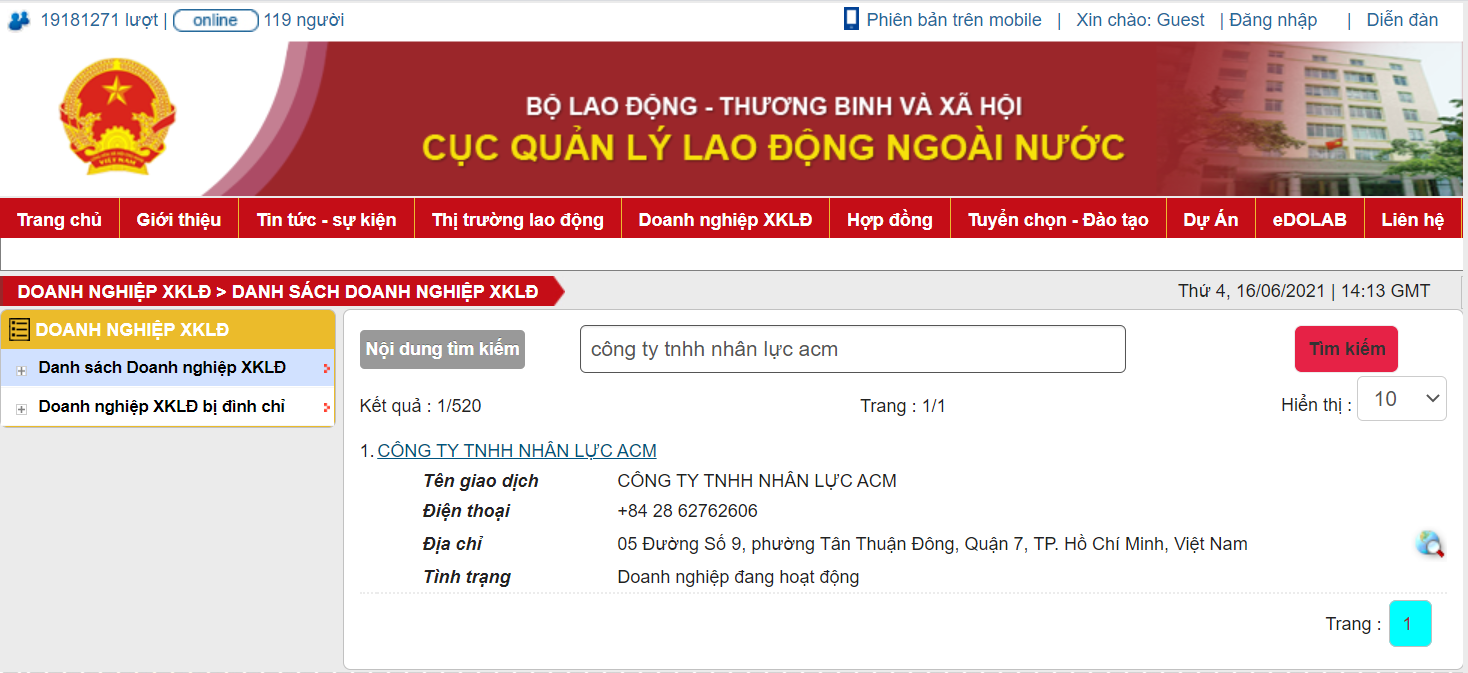 19181271 lượt | online 119 người
Phiên bản trên mobile | Xin chào: Guest | Đăng nhập | Diễn đàn
BỘ LAO ĐỘNG - THƯƠNG BINH VÀ XÃ HỘI
CỤC QUẢN LÝ LAO ĐỘNG NGOÀI NƯỚC
VIỆT NAM
Trang chủ Giới thiệu Tin tức - sự kiện Thị trường lao động Doanh nghiệp XKLĐ Hợp đồng Tuyển chọn - Đào tạo Dự Án eDOLAB Liên hệ
DOANH NGHIỆP XKLĐ > DANH SÁCH DOANH NGHIỆP XKLĐ
Thứ 4, 16/06/2021 | 14:13 GMT
DOANH NGHIỆP XKLĐ
Danh sách Doanh nghiệp XKLĐ
Doanh nghiệp XKLĐ bị đình chỉ
Nội dung tìm kiếm công ty tnhh nhân lực acm Tìm kiếm
Kết quả : 1/520 Trang : 1/1 Hiển thị : 10
1. CÔNG TY TNHH NHÂN LỰC ACM
Tên giao dịch CÔNG TY TNHH NHÂN LỰC ACM
Điện thoại +84 28 62762606
Địa chỉ 05 Đường Số 9, phường Tân Thuận Đông, Quận 7, TP. Hồ Chí Minh, Việt Nam
Tình trạng Doanh nghiệp đang hoạt động
Trang : 1